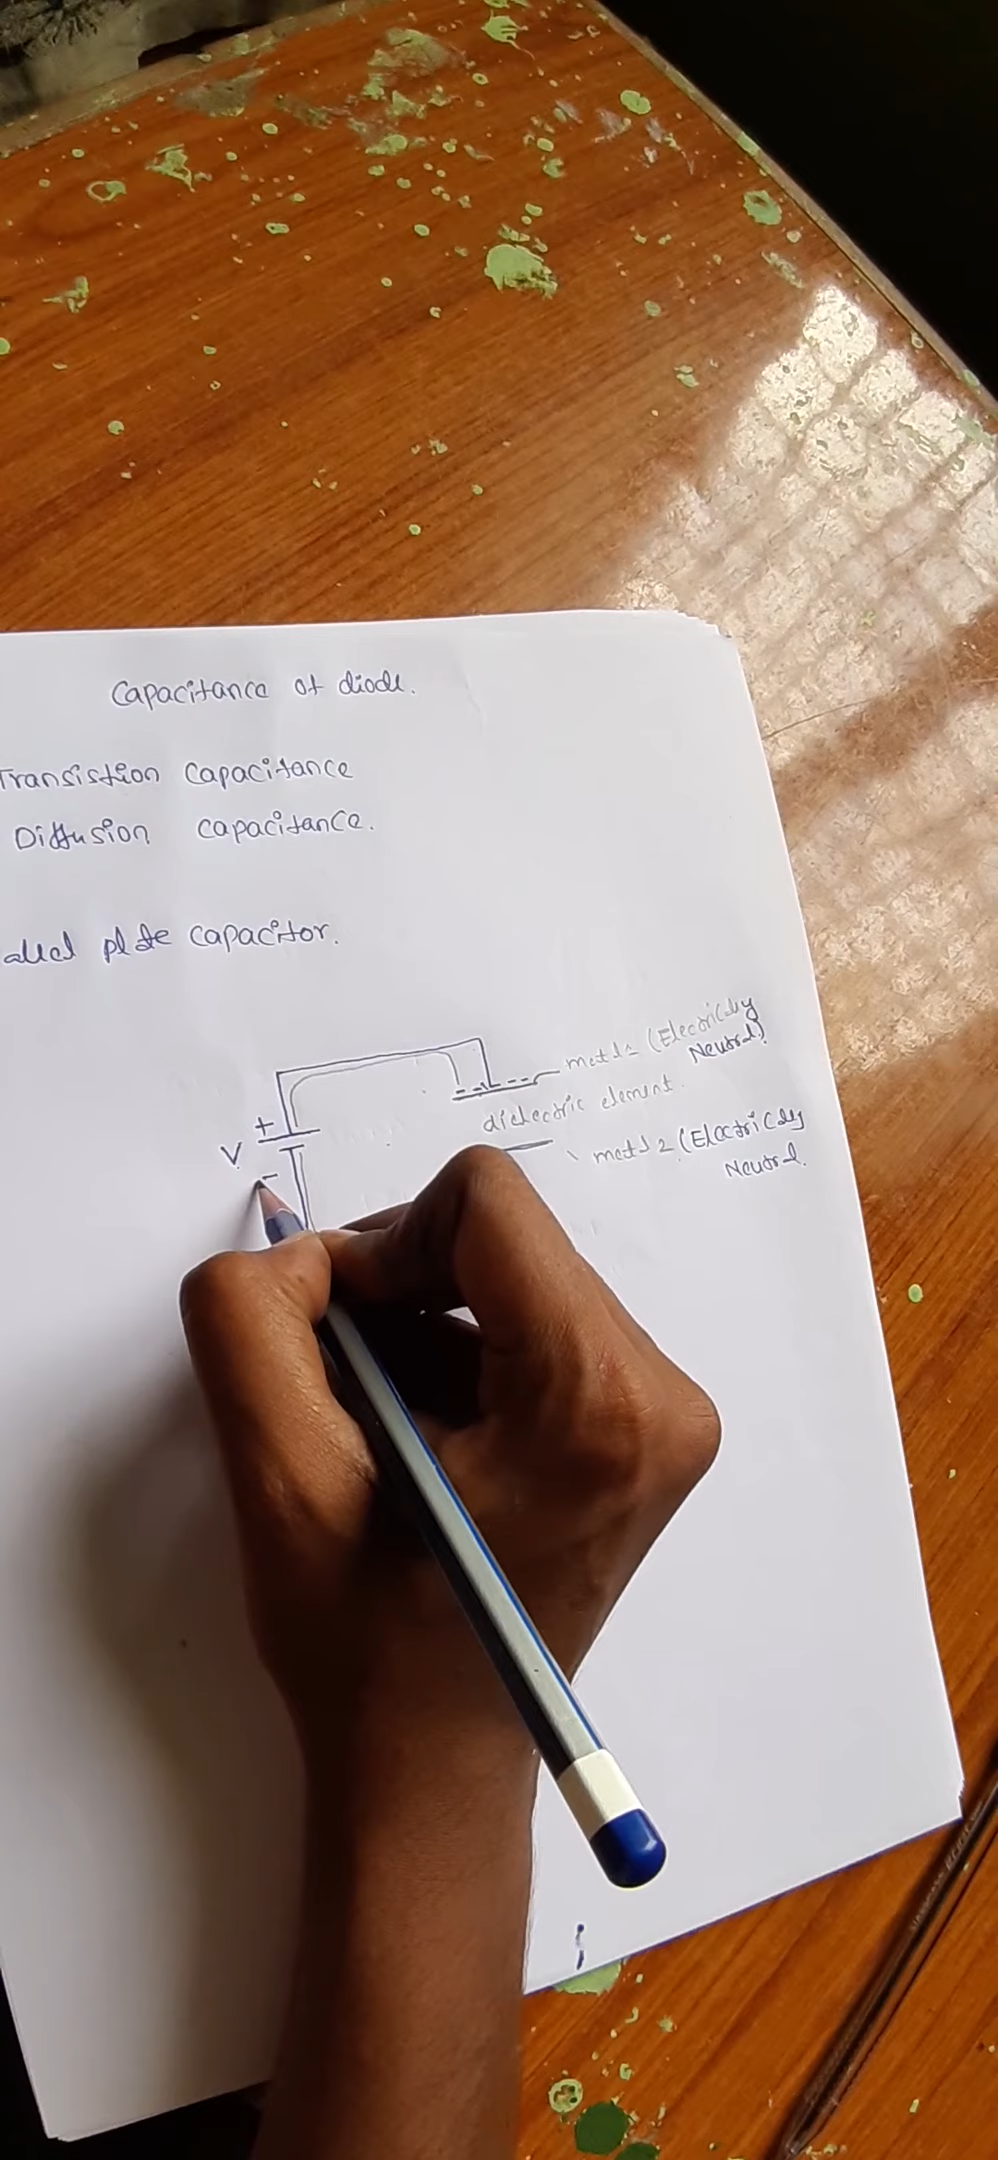 Capacitance of diode.
Transistion Capacitance
Diffusion Capacitance.
allel plate capacitor.
metal 1 (Electrically
Neutral)
dielectric element.
+
V
-
metal 2 (Electrically
Neutral.